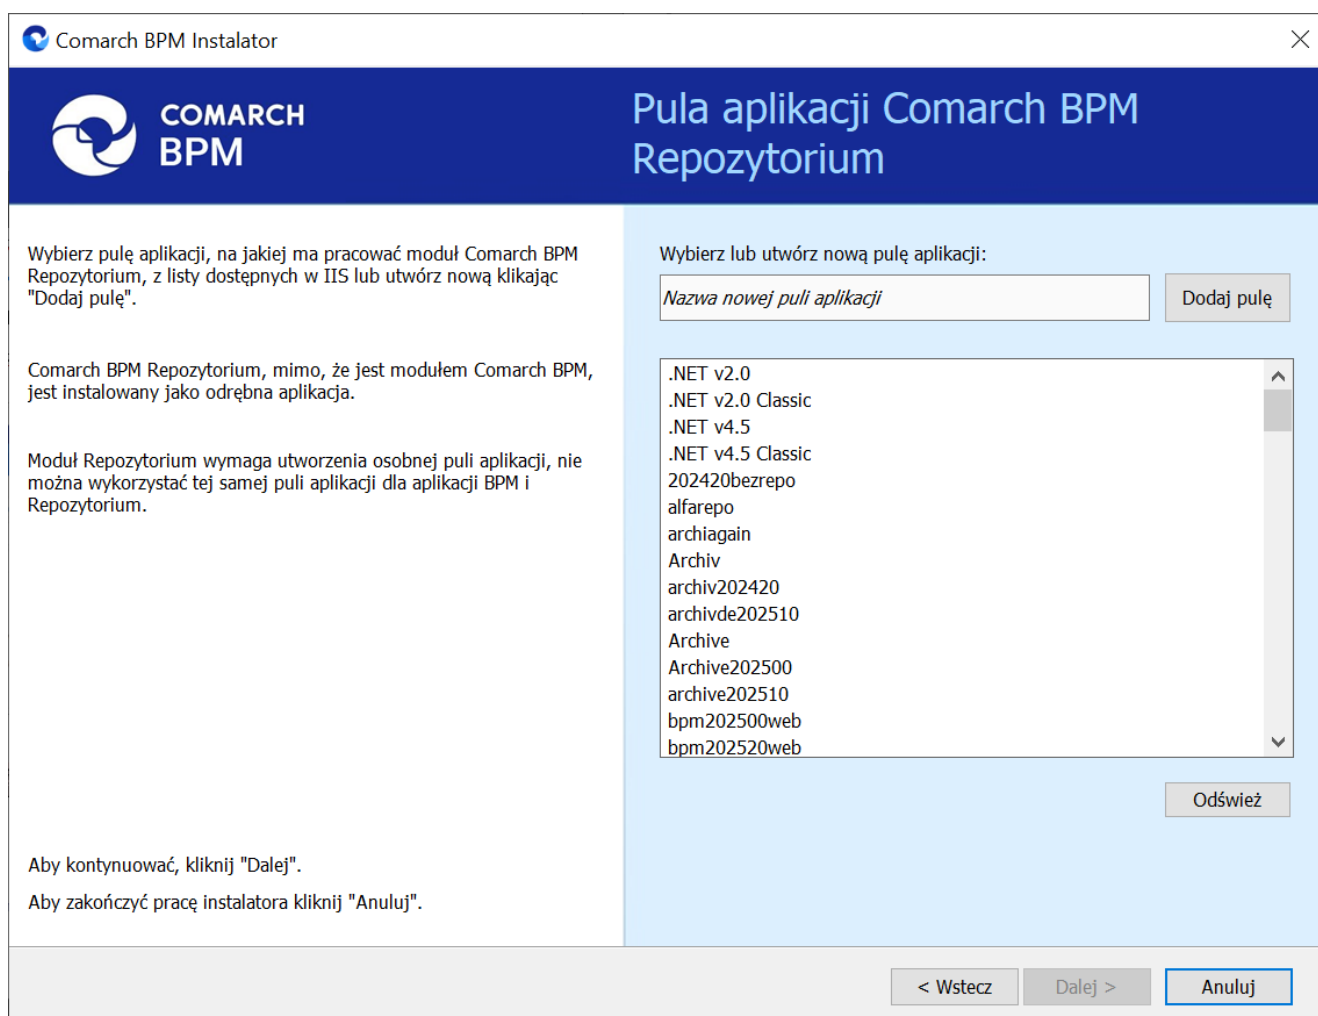 Comarch BPM Instalator
COMARCH
BPM
Pula aplikacji Comarch BPM
Repozytorium
Wybierz pulę aplikacji, na jakiej ma pracować moduł Comarch BPM
Repozytorium, z listy dostępnych w IIS lub utwórz nową klikając
"Dodaj pulę".
Comarch BPM Repozytorium, mimo, że jest modułem Comarch BPM,
jest instalowany jako odrębna aplikacja.
Moduł Repozytorium wymaga utworzenia osobnej puli aplikacji, nie
można wykorzystać tej samej puli aplikacji dla aplikacji BPM i
Repozytorium.
Aby kontynuować, kliknij "Dalej".
Aby zakończyć pracę instalatora kliknij "Anuluj".
Wybierz lub utwórz nową pulę aplikacji:
Nazwa nowej puli aplikacji
Dodaj pulę
.NET v2.0
.NET v2.0 Classic
.NET v4.5
.NET v4.5 Classic
202420bezrepo
alfarepo
archiagain
Archiv
archiv202420
archivde202510
Archive
Archive202500
archive202510
bpm202500web
bpm202520web
Odśwież
< Wstecz
Dalej >
Anuluj